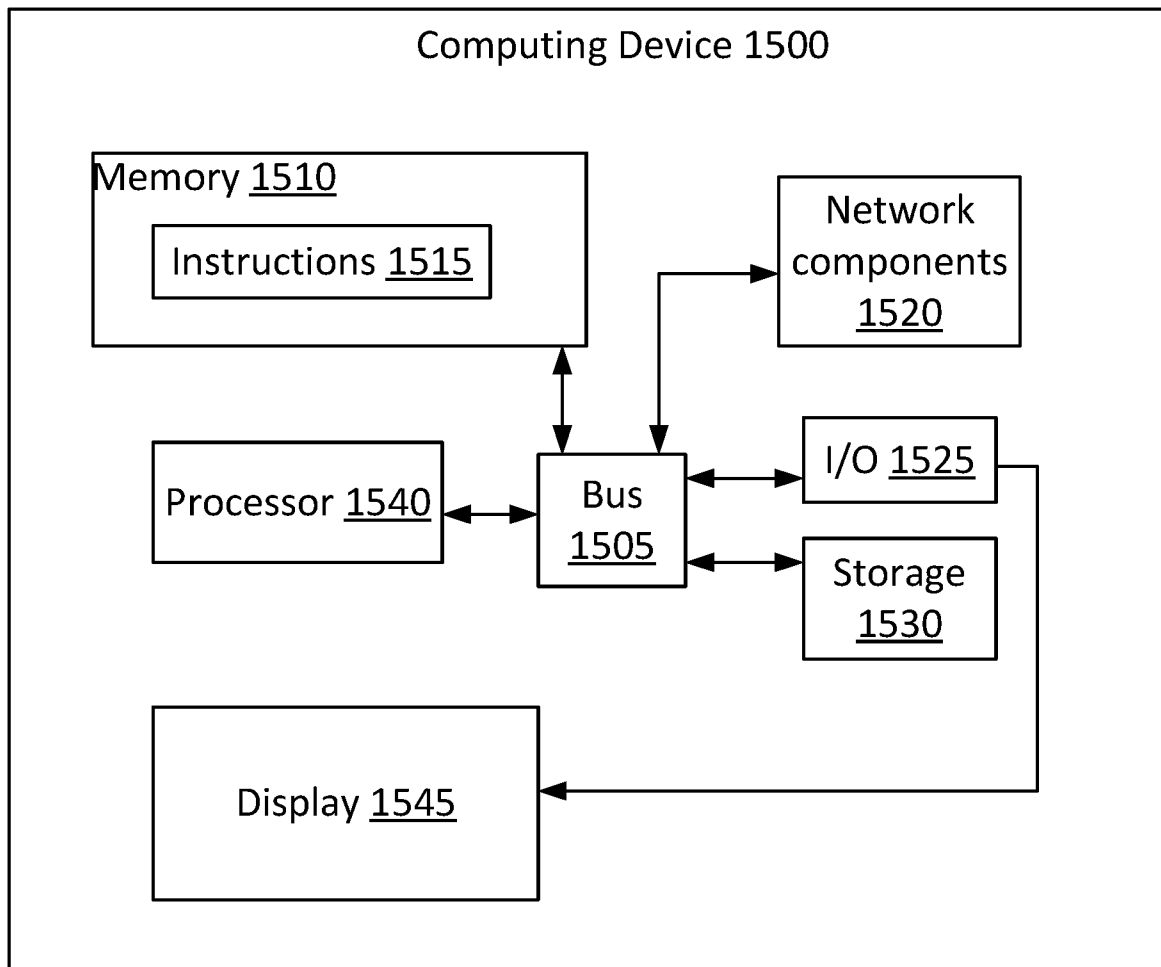 Computing Device 1500
Memory 1510
Instructions 1515
Network
components
1520
Processor 1540
Bus
1505
I/O 1525
Storage
1530
Display 1545